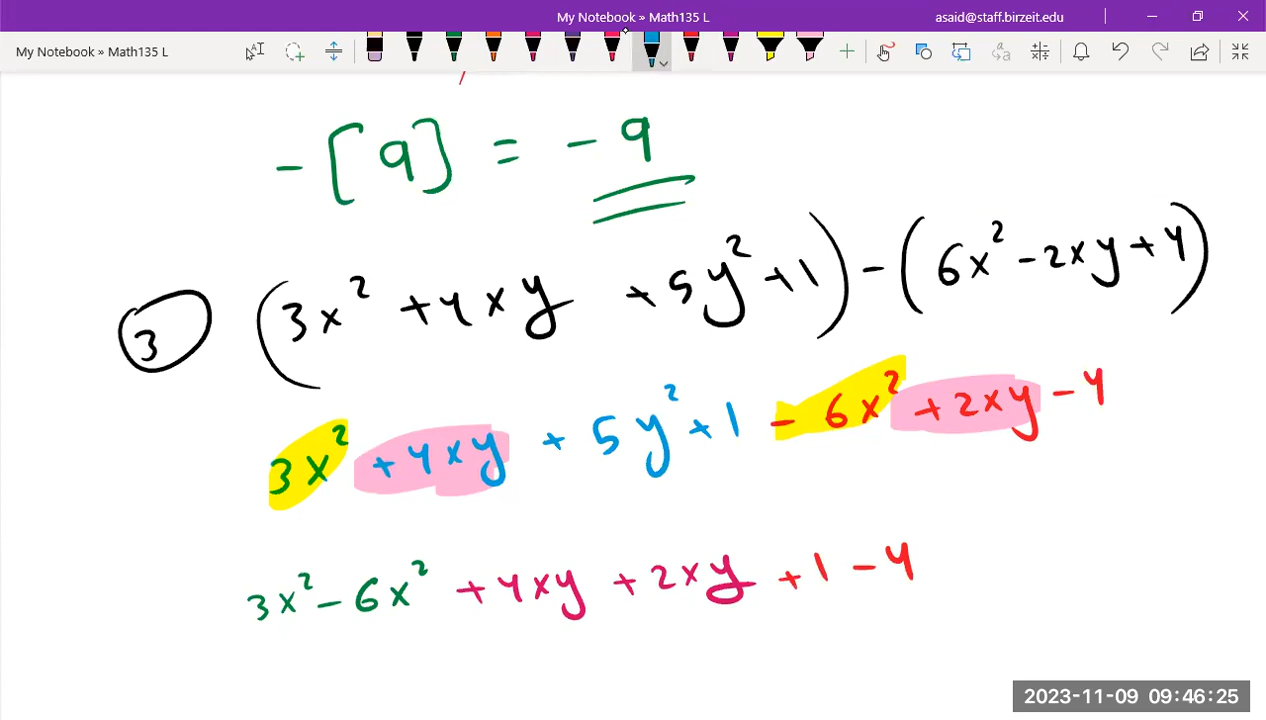 My Notebook » Math135 L
asaid@staff.birzeit.edu
My Notebook » Math135 L
- [9] = - 9
3 (3x² + 4xy + 5y² + 1) - (6x² - 2xy + 4)
3x² + 4xy + 5y² + 1 - 6x² + 2xy - 4
3x² - 6x² + 4xy + 2xy + 1 - 4
2023-11-09 09:46:25